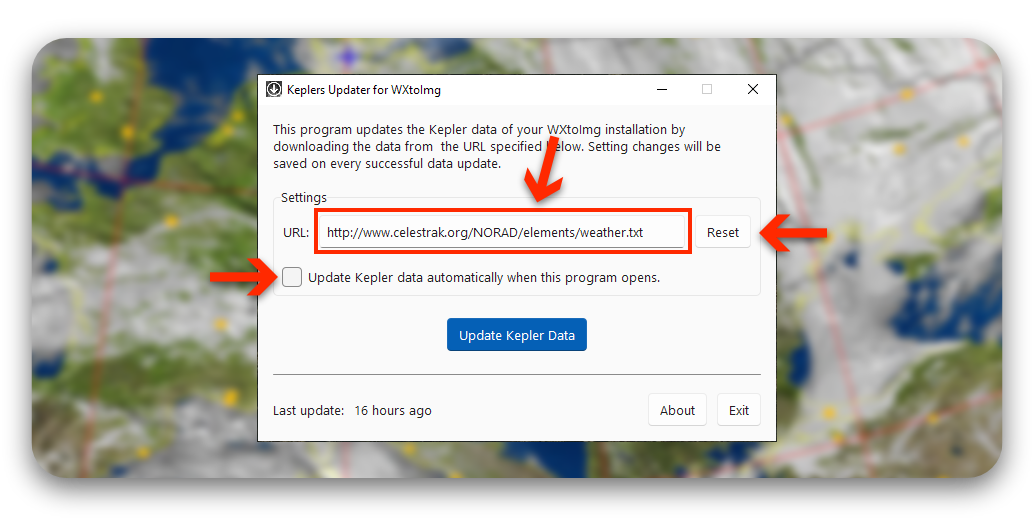 Keplers Updater for WXtoImg
This program updates the Kepler data of your WXtoImg installation by
downloading the data from the URL specified below. Setting changes will be
saved on every successful data update.
Settings
URL: http://www.celestrak.org/NORAD/elements/weather.txt Reset
Update Kepler data automatically when this program opens.
Update Kepler Data
Last update: 16 hours ago About Exit